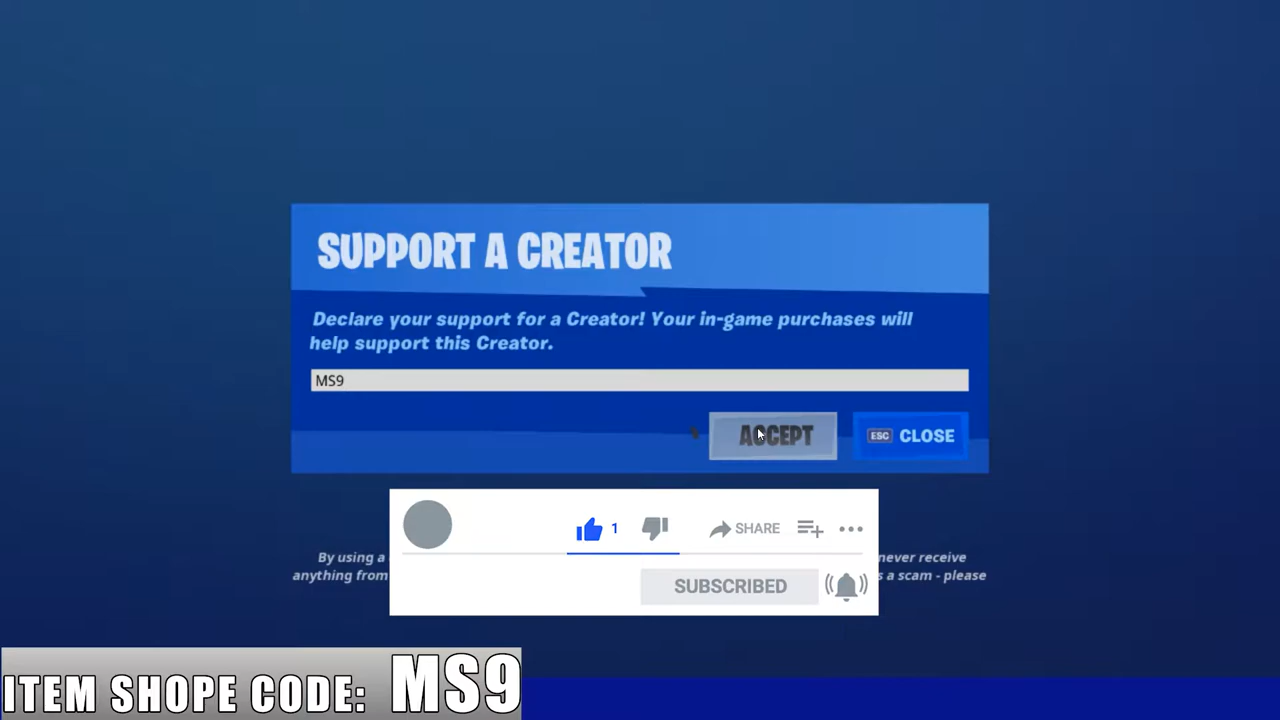 SUPPORT A CREATOR
Declare your support for a Creator! Your in-game purchases will
help support this Creator.
MS9
ACCEPT
ESC CLOSE
1
SHARE
By using a never receive
anything from s a scam - please
SUBSCRIBED
ITEM SHOPE CODE: MS9